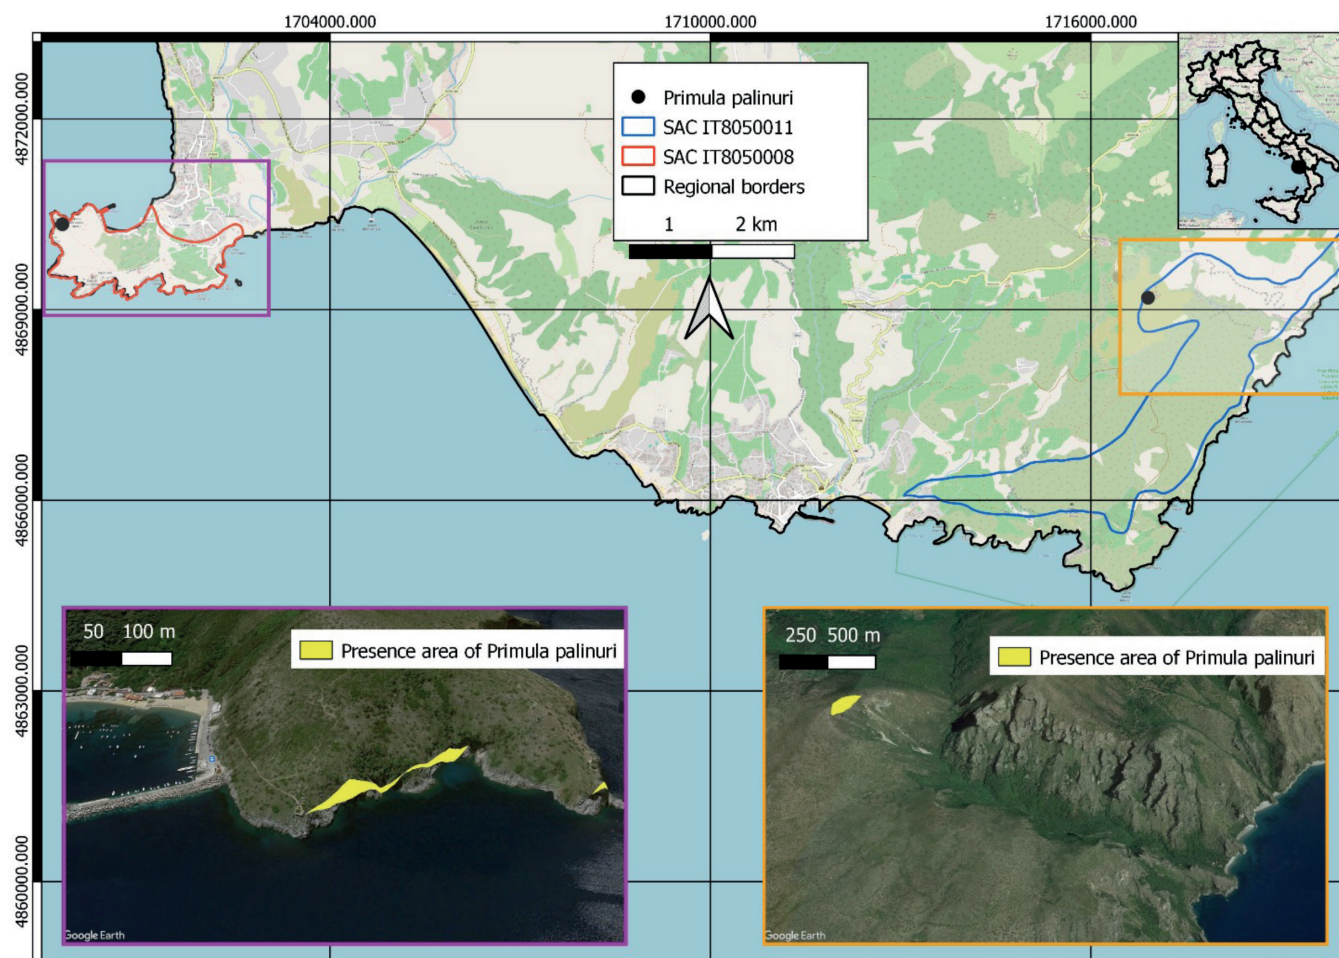 1704000.000
1710000.000
1716000.000
4872000.000
4869000.000
4866000.000
4863000.000
4860000.000
Primula palinuri
SAC IT8050011
SAC IT8050008
Regional borders
1 2 km
50 100 m
Presence area of Primula palinuri
Google Earth
250 500 m
Presence area of Primula palinuri
Google Earth